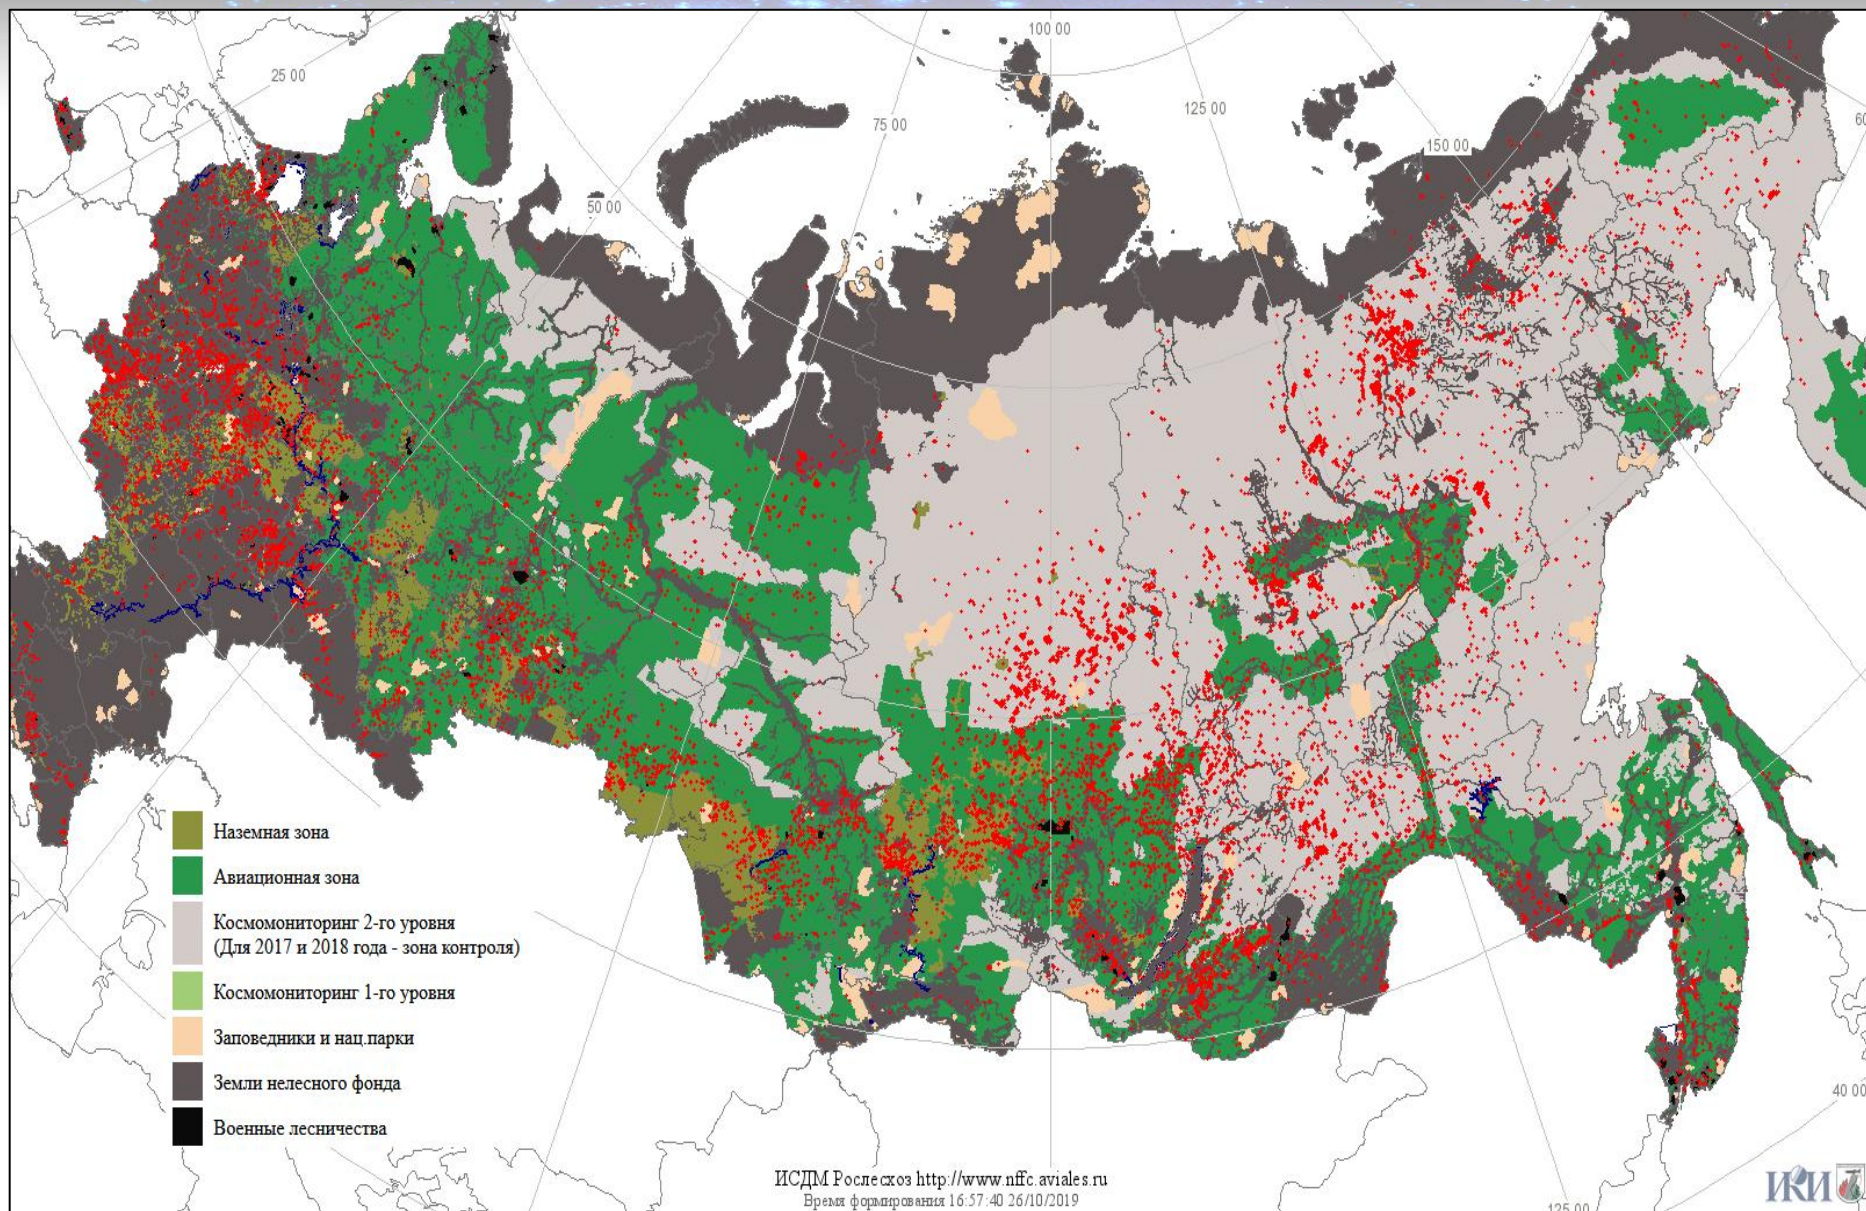 100 00
25 00
125 00
75 00
60
150 00
50 00
Наземная зона
Авиационная зона
Космомониторинг 2-го уровня
(Для 2017 и 2018 года - зона контроля)
Космомониторинг 1-го уровня
Заповедники и нац.парки
Земли нелесного фонда
Военные лесничества
40 00
ИСДМ Рослесхоз http://www.nffc.aviales.ru
Время формирования 16:57:40 26/10/2019
ИКИ
125 00